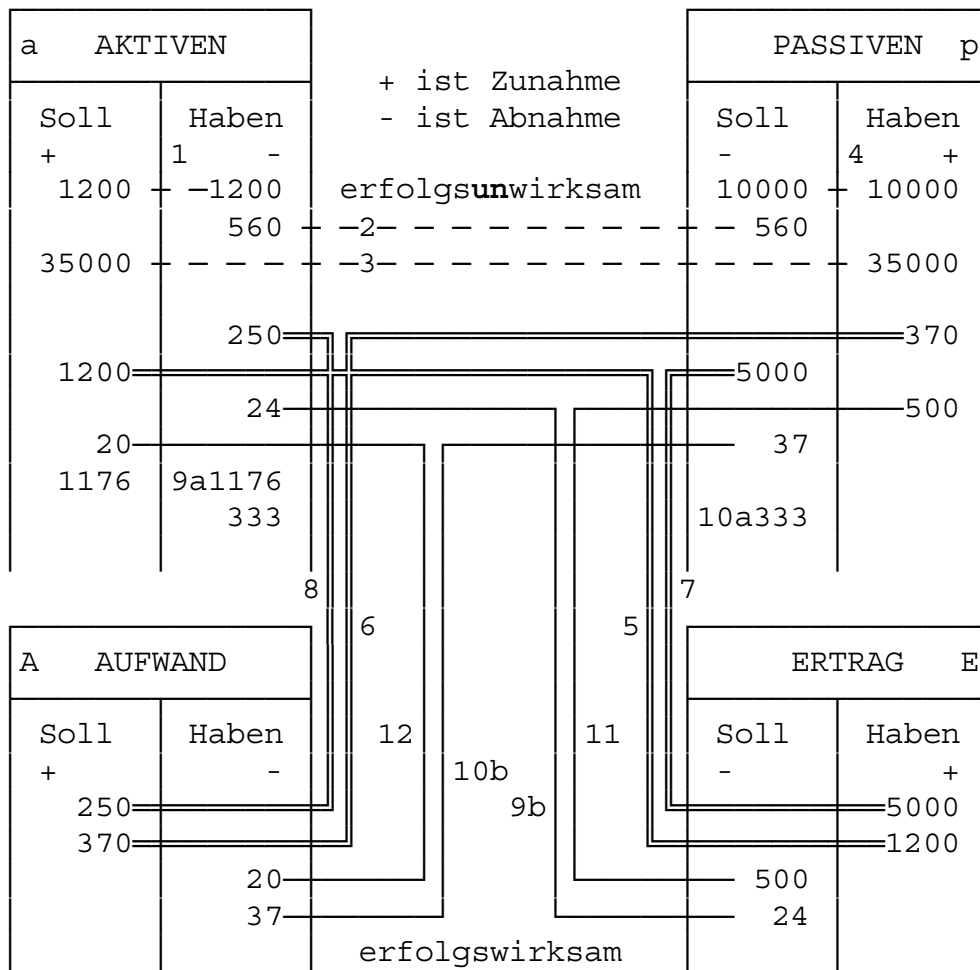 a AKTIVEN PASSIVEN p
+ ist Zunahme
Soll Haben - ist Abnahme Soll Haben
+ 1 - - 4 +
1200 1200 erfolgsunwirksam 10000 10000
560 2 560
35000 3 35000
250 370
1200 5000
24 500
20 37
1176 9a1176
333 10a333
8 7
6 5
A AUFWAND ERTRAG E
Soll Haben 12 11 Soll Haben
+ - 10b - +
250 9b 5000
370 1200
20 500
37 24
erfolgswirksam